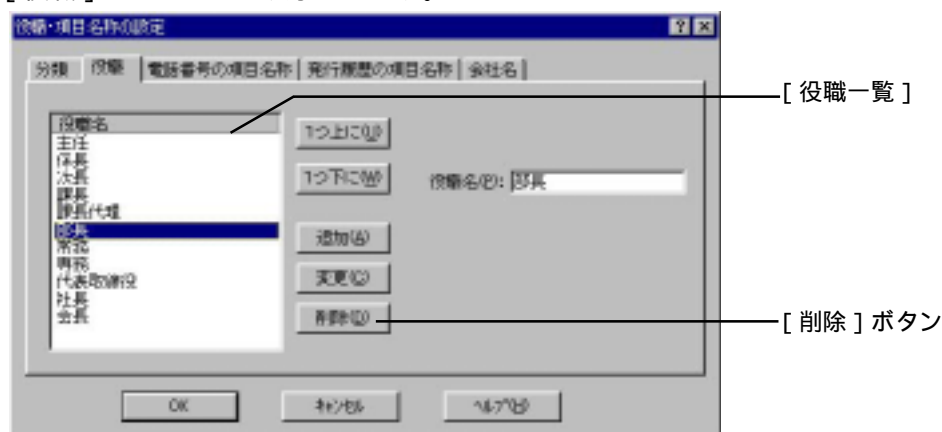 役職・項目名称の設定
分類 役職 電話番号の項目名称 発行履歴の項目名称 会社名
[ 役職一覧 ]
役職名
主任
係長
次長
課長
課長代理
部長
常務
専務
代表取締役
社長
会長
1つ上に(U)
1つ下に(W)
役職名(P): 部長
追加(A)
変更(C)
削除(D)
[ 削除 ] ボタン
OK キャンセル ヘルプ(H)